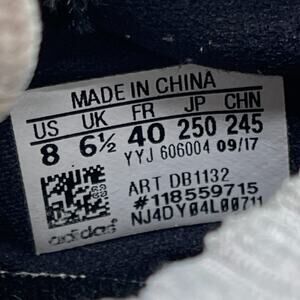 MADE IN CHINA
US UK FR JP CHN
8 6½ 40 250 245
YYJ 606004 09/17
ART DB1132
#118559715
NJ4DY04L00711
adidas